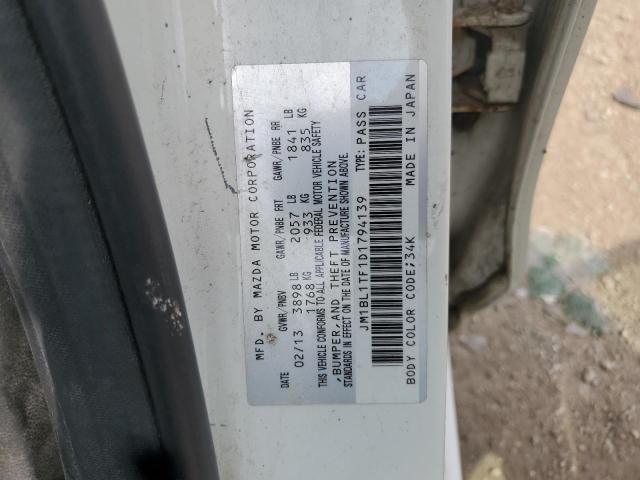 MFD. BY MAZDA MOTOR CORPORATION
DATE GVWR/PNBV GAWR/PNBE FRT GAWR/PNBE RR
02/13 3898 LB 2057 LB 1841 LB
1768 KG 933 KG 835 KG
THIS VEHICLE CONFORMS TO ALL APPLICABLE FEDERAL MOTOR VEHICLE SAFETY
,BUMPER,AND THEFT PREVENTION
STANDARDS IN EFFECT ON THE DATE OF MANUFACTURE SHOWN ABOVE.
JM1BL1TF1D1794139 TYPE: PASS CAR
BODY COLOR CODE;34K MADE IN JAPAN